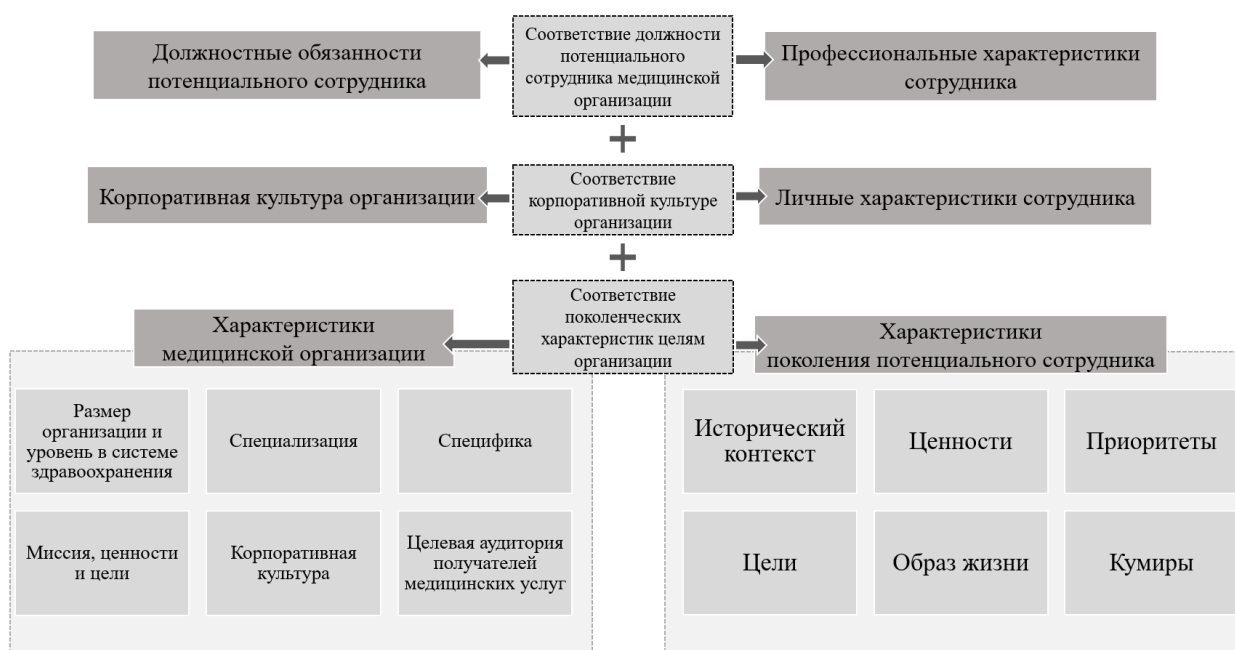 Должностные обязанности
потенциального сотрудника
Соответствие должности
потенциального
сотрудника медицинской
организации
Профессиональные характеристики
сотрудника
Корпоративная культура организации
Соответствие
корпоративной культуре
организации
Личные характеристики сотрудника
Характеристики
медицинской организации
Соответствие
поколенческих
характеристик целям
организации
Характеристики
поколения потенциального сотрудника
Размер
организации и
уровень в системе
здравоохранения
Специализация
Специфика
Исторический
контекст
Ценности
Приоритеты
Миссия, ценности
и цели
Корпоративная
культура
Целевая аудитория
получателей
медицинских услуг
Цели
Образ жизни
Кумиры